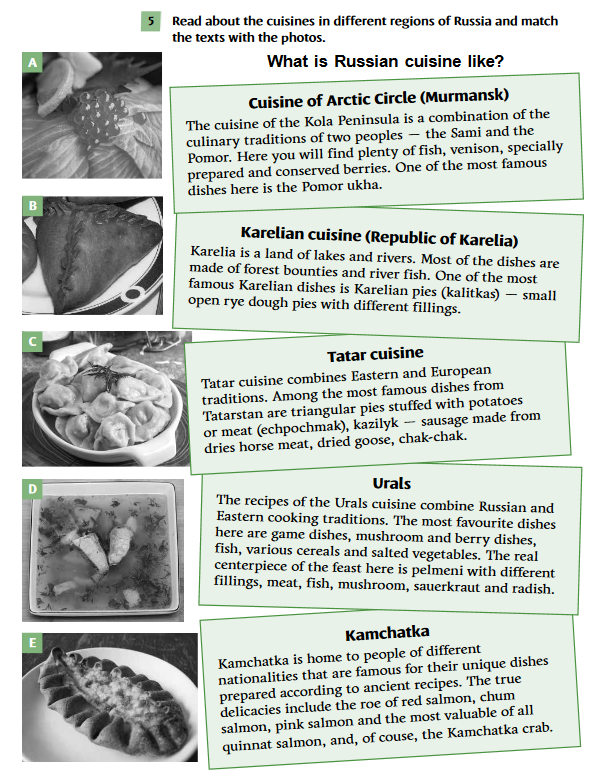 5 Read about the cuisines in different regions of Russia and match
the texts with the photos.
What is Russian cuisine like?
A
Cuisine of Arctic Circle (Murmansk)
The cuisine of the Kola Peninsula is a combination of the
culinary traditions of two peoples — the Sami and the
Pomor. Here you will find plenty of fish, venison, specially
prepared and conserved berries. One of the most famous
dishes here is the Pomor ukha.
B
Karelian cuisine (Republic of Karelia)
Karelia is a land of lakes and rivers. Most of the dishes are
made of forest bounties and river fish. One of the most
famous Karelian dishes is Karelian pies (kalitkas) — small
open rye dough pies with different fillings.
C
Tatar cuisine
Tatar cuisine combines Eastern and European
traditions. Among the most famous dishes from
Tatarstan are triangular pies stuffed with potatoes
or meat (echpochmak), kazilyk — sausage made from
dries horse meat, dried goose, chak-chak.
D
Urals
The recipes of the Urals cuisine combine Russian and
Eastern cooking traditions. The most favourite dishes
here are game dishes, mushroom and berry dishes,
fish, various cereals and salted vegetables. The real
centerpiece of the feast here is pelmeni with different
fillings, meat, fish, mushroom, sauerkraut and radish.
E
Kamchatka
Kamchatka is home to people of different
nationalities that are famous for their unique dishes
prepared according to ancient recipes. The true
delicacies include the roe of red salmon, chum
salmon, pink salmon and the most valuable of all
quinnat salmon, and, of couse, the Kamchatka crab.